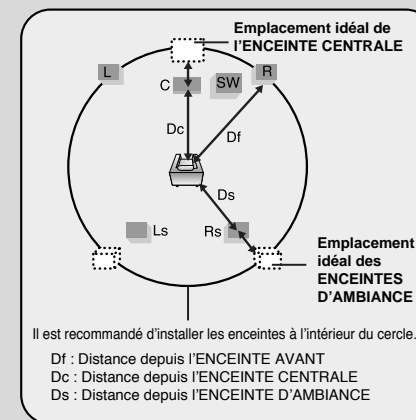 Emplacement idéal de
l'ENCEINTE CENTRALE
L
C
SW
R
Dc
Df
Ds
Ls
Rs
Emplacement
idéal des
ENCEINTES
D'AMBIANCE
Il est recommandé d'installer les enceintes à l'intérieur du cercle.
Df : Distance depuis l'ENCEINTE AVANT
Dc : Distance depuis l'ENCEINTE CENTRALE
Ds : Distance depuis l'ENCEINTE D'AMBIANCE